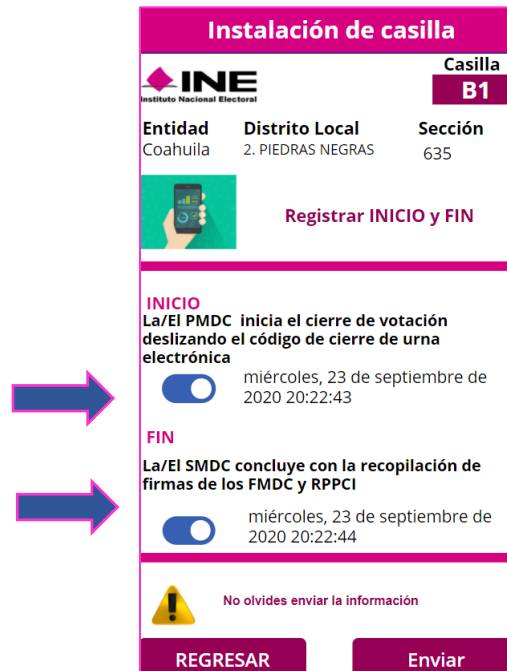 Instalación de casilla
INE
Instituto Nacional Electoral
Casilla
B1
Entidad
Coahuila
Distrito Local
2. PIEDRAS NEGRAS
Sección
635
Registrar INICIO y FIN
INICIO
La/El PMDC inicia el cierre de votación
deslizando el código de cierre de urna
electrónica
miércoles, 23 de septiembre de
2020 20:22:43
FIN
La/El SMDC concluye con la recopilación de
firmas de los FMDC y RPPCI
miércoles, 23 de septiembre de
2020 20:22:44
No olvides enviar la información
REGRESAR
Enviar